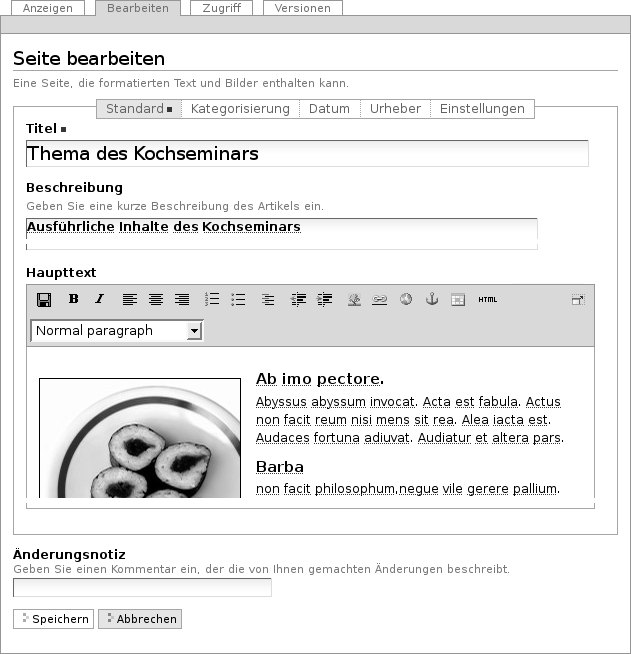 Anzeigen Bearbeiten Zugriff Versionen
Seite bearbeiten
Eine Seite, die formatierten Text und Bilder enthalten kann.
Standard Kategorisierung Datum Urheber Einstellungen
Titel
Thema des Kochseminars
Beschreibung
Geben Sie eine kurze Beschreibung des Artikels ein.
Ausführliche Inhalte des Kochseminars
Haupttext
B I HTML
Normal paragraph
Ab imo pectore.
Abyssus abyssum invocat. Acta est fabula. Actus
non facit reum nisi mens sit rea. Alea iacta est.
Audaces fortuna adiuvat. Audiatur et altera pars.
Barba
non facit philosophum,neque vile gerere pallium.
Änderungsnotiz
Geben Sie einen Kommentar ein, der die von Ihnen gemachten Änderungen beschreibt.
Speichern Abbrechen